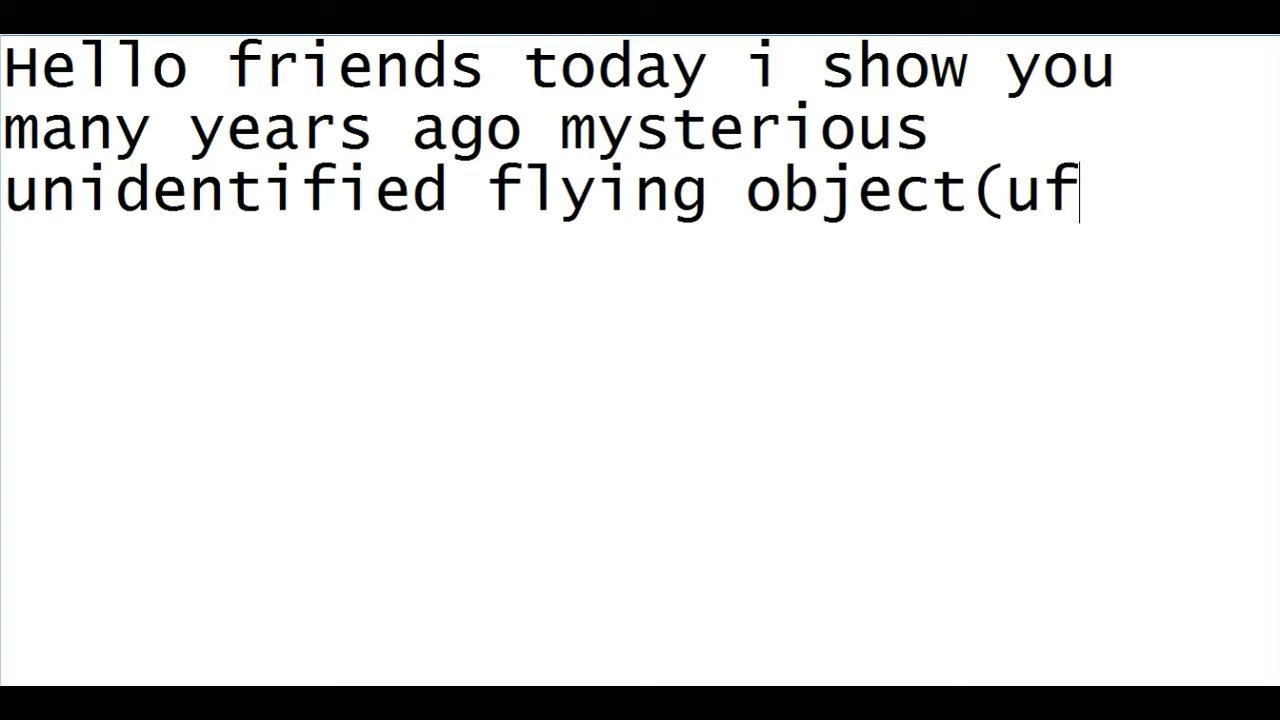 Hello friends today i show you
many years ago mysterious
unidentified flying object(uf